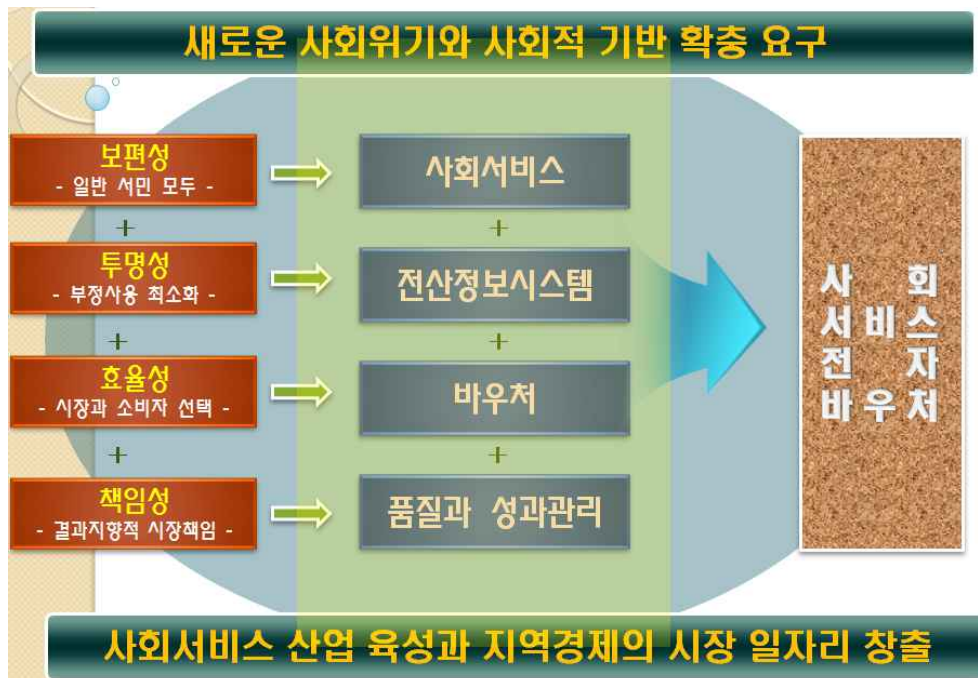 새로운 사회위기와 사회적 기반 확충 요구
보편성
- 일반 서민 모두 -
사회서비스
+
+
투명성
- 부정사용 최소화 -
전산정보시스템
+
+
효율성
- 시장과 소비자 선택 -
바우처
+
+
책임성
- 결과지향적 시장책임 -
품질과 성과관리
사 회
서 비 스
전 자
바 우 처
사회서비스 산업 육성과 지역경제의 시장 일자리 창출